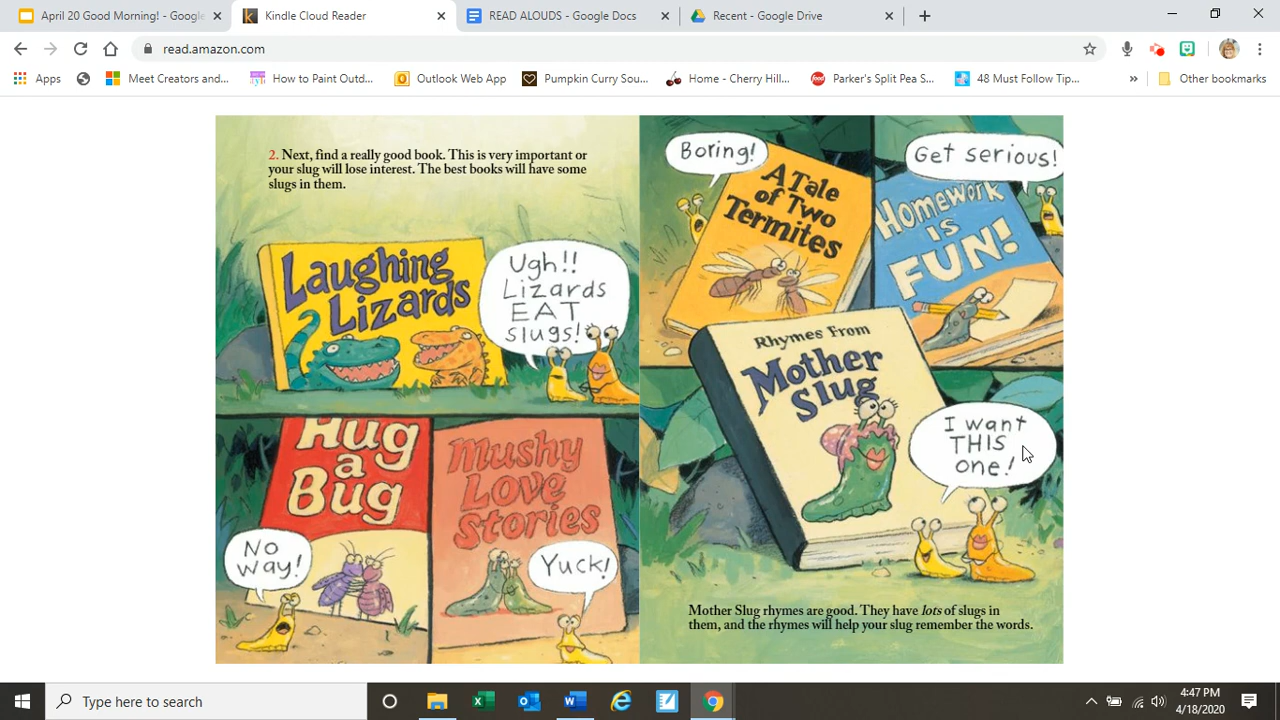 April 20 Good Morning! - Google
Kindle Cloud Reader
READ ALOUDS - Google Docs
Recent - Google Drive
read.amazon.com
Apps
Meet Creators and...
How to Paint Outd...
Outlook Web App
Pumpkin Curry Sou...
Home - Cherry Hill...
Parker's Split Pea S...
48 Must Follow Tip...
»
Other bookmarks
2. Next, find a really good book. This is very important or
your slug will lose interest. The best books will have some
slugs in them.
Laughing
Lizards
Ugh!!
Lizards
EAT
slugs!
Hug
a
Bug
No
way!
Mushy
Love
Stories
Yuck!
Boring!
A Tale
of Two
Termites
Get serious!
Homework
is
FUN!
Rhymes From
Mother
Slug
I want
THIS
one!
Mother Slug rhymes are good. They have lots of slugs in
them, and the rhymes will help your slug remember the words.
Type here to search
4:47 PM
4/18/2020